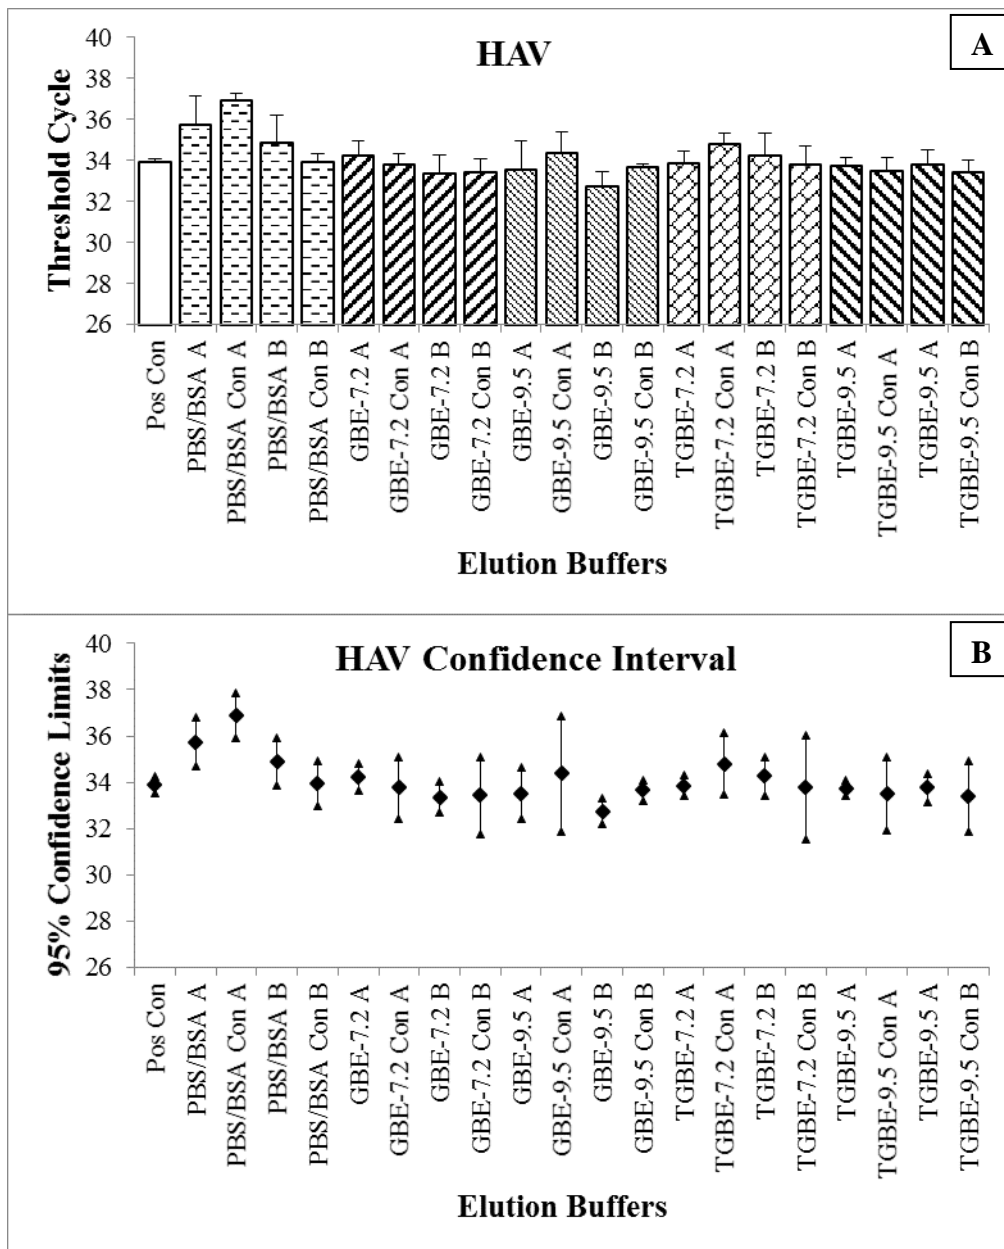 A
HAV
Threshold Cycle
40
38
36
34
32
30
28
26
Pos Con
PBS/BSA A
PBS/BSA Con A
PBS/BSA B
PBS/BSA Con B
GBE-7.2 A
GBE-7.2 Con A
GBE-7.2 B
GBE-7.2 Con B
GBE-9.5 A
GBE-9.5 Con A
GBE-9.5 B
GBE-9.5 Con B
TGBE-7.2 A
TGBE-7.2 Con A
TGBE-7.2 B
TGBE-7.2 Con B
TGBE-9.5 A
TGBE-9.5 Con A
TGBE-9.5 A
TGBE-9.5 Con B
Elution Buffers
B
HAV Confidence Interval
95% Confidence Limits
40
38
36
34
32
30
28
26
Pos Con
PBS/BSA A
PBS/BSA Con A
PBS/BSA B
PBS/BSA Con B
GBE-7.2 A
GBE-7.2 Con A
GBE-7.2 B
GBE-7.2 Con B
GBE-9.5 A
GBE-9.5 Con A
GBE-9.5 B
GBE-9.5 Con B
TGBE-7.2 A
TGBE-7.2 Con A
TGBE-7.2 B
TGBE-7.2 Con B
TGBE-9.5 A
TGBE-9.5 Con A
TGBE-9.5 A
TGBE-9.5 Con B
Elution Buffers